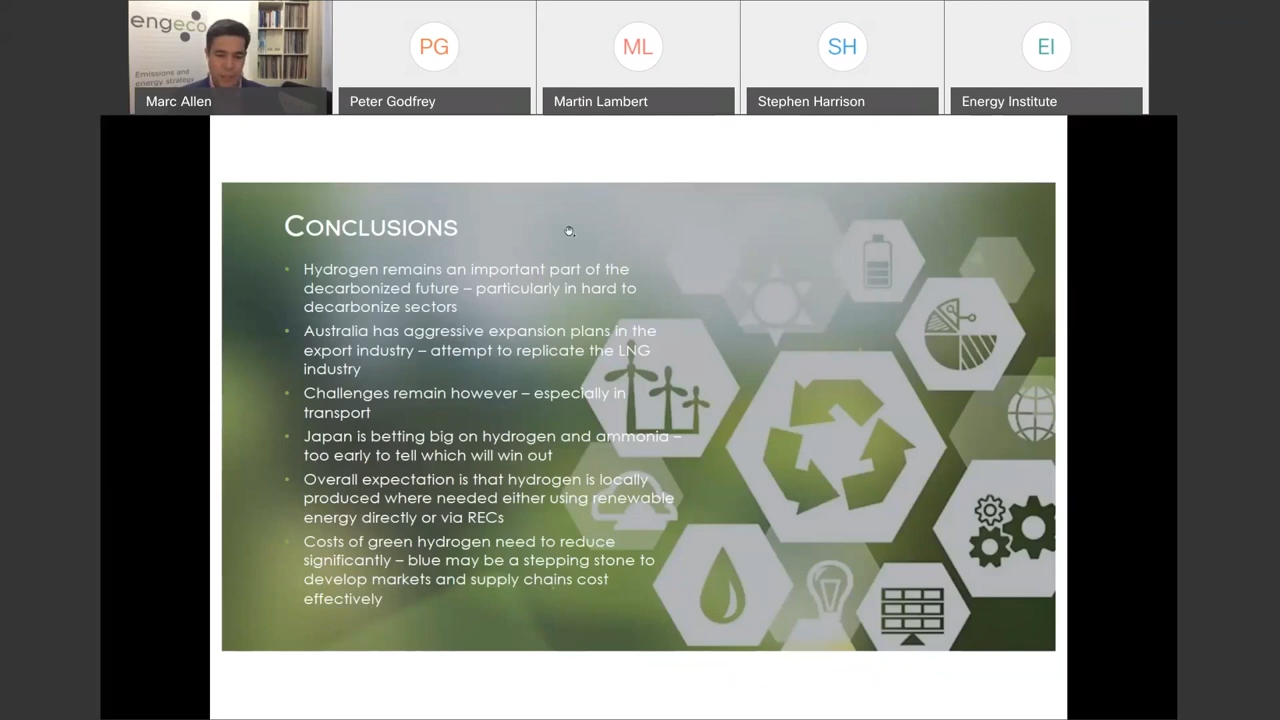 engeco
Emissions and
energy strategy
Marc Allen
PG
Peter Godfrey
ML
Martin Lambert
SH
Stephen Harrison
EI
Energy Institute
CONCLUSIONS
• Hydrogen remains an important part of the
decarbonized future – particularly in hard to
decarbonize sectors
• Australia has aggressive expansion plans in the
export industry – attempt to replicate the LNG
industry
• Challenges remain however – especially in
transport
• Japan is betting big on hydrogen and ammonia –
too early to tell which will win out
• Overall expectation is that hydrogen is locally
produced where needed either using renewable
energy directly or via RECs
• Costs of green hydrogen need to reduce
significantly – blue may be a stepping stone to
develop markets and supply chains cost
effectively